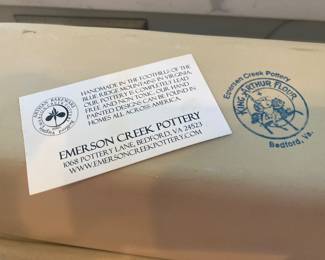 HANDMADE IN THE FOOTHILLS OF THE
BLUE RIDGE MOUNTAINS IN VIRGINIA,
OUR POTTERY IS COMPLETELY LEAD
FREE AND NON TOXIC. OUR HAND
PAINTED DESIGNS CAN BE FOUND IN
HOMES ALL ACROSS AMERICA.
EMERSON CREEK POTTERY
1068 POTTERY LANE, BEDFORD, VA 24523
WWW.EMERSONCREEKPOTTERY.COM
ARTISAN HARDWARE
Emerson Creek Pottery
KING ARTHUR FLOUR
Bedford, Va.